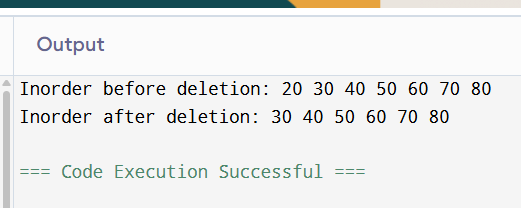 Output
Inorder before deletion: 20 30 40 50 60 70 80
Inorder after deletion: 30 40 50 60 70 80
=== Code Execution Successful ===